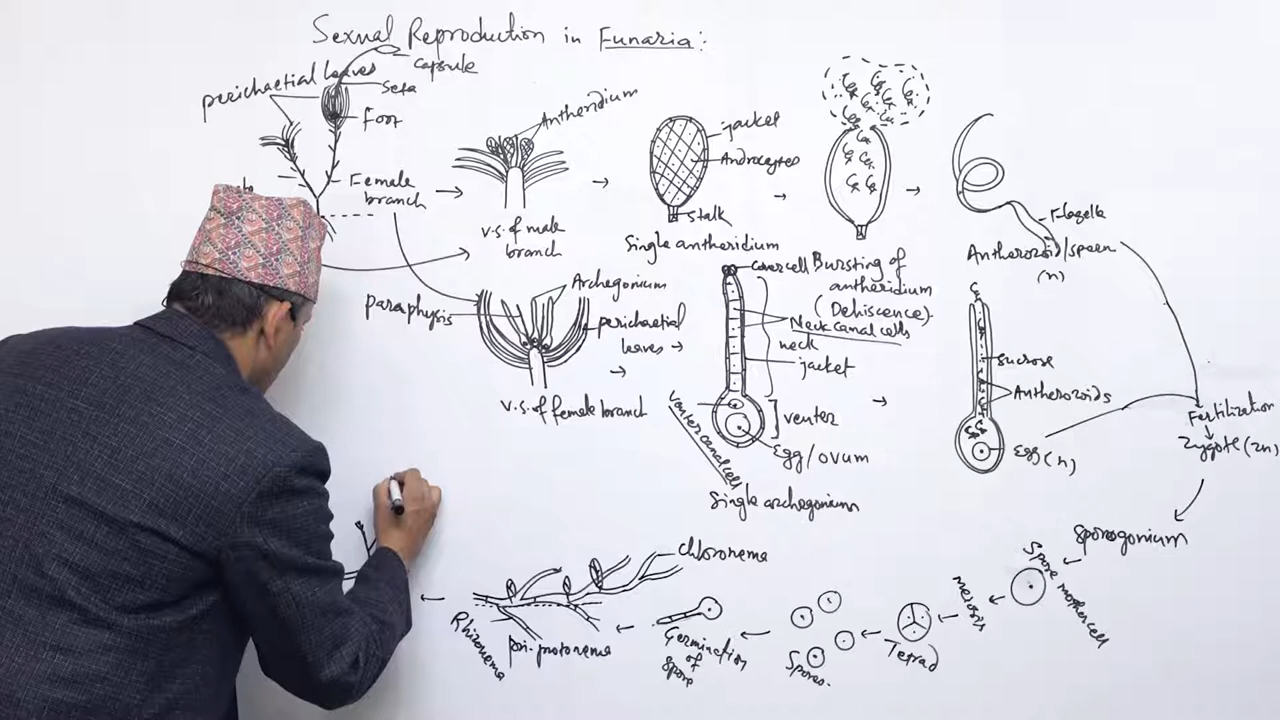 Sexual Reproduction in Funaria:
capsule
perichaetial leaves
Seta
foot
Female
branch
Antheridium
v.s. of male
branch
jacket
Androcytes
Stalk
Single antheridium
Bursting of
antheridium
(Dehiscence)
Flagella
Antherozoid/sperm
(n)
Archegonium
paraphysis
perichaetial
leaves
v.s. of female branch
cover cell
Neck canal cells
neck
jacket
venter
Venter canal cell
Egg/ovum
Single archegonium
sucrose
Antherozoids
Egg (n)
Fertilization
Zygote (2n)
Sporogonium
Spore mother cell
meiosis
Tetrad
Spores.
Germination
of
spore
chloronema
pri-protonema
Rhizonema